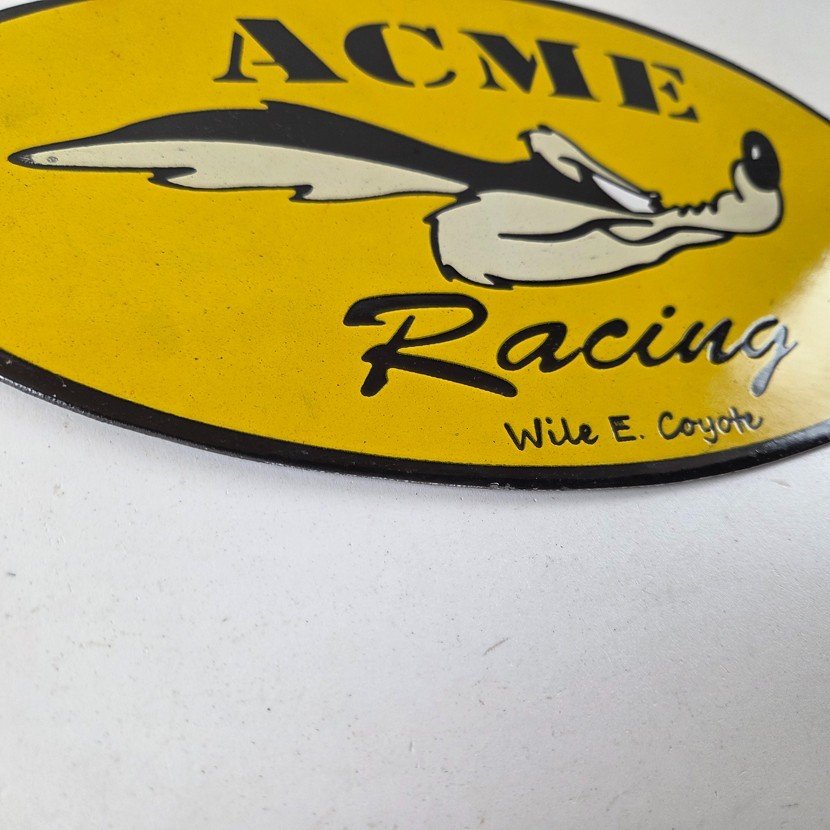 ACME
Racing
Wile E. Coyote